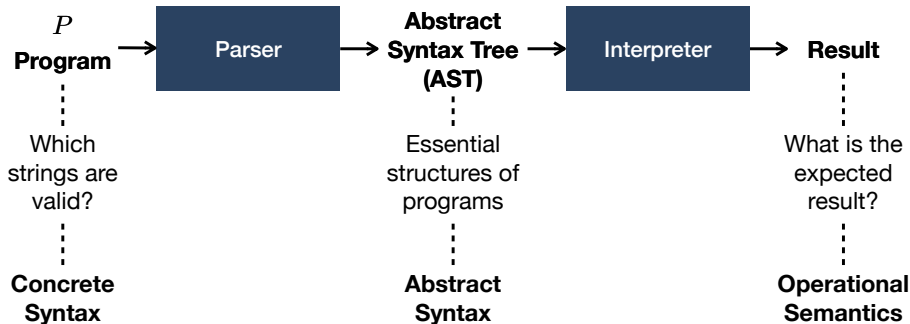 P
Program
Parser
Abstract
Syntax Tree
(AST)
Interpreter
Result
Which
strings are
valid?
Essential
structures of
programs
What is the
expected
result?
Concrete
Syntax
Abstract
Syntax
Operational
Semantics